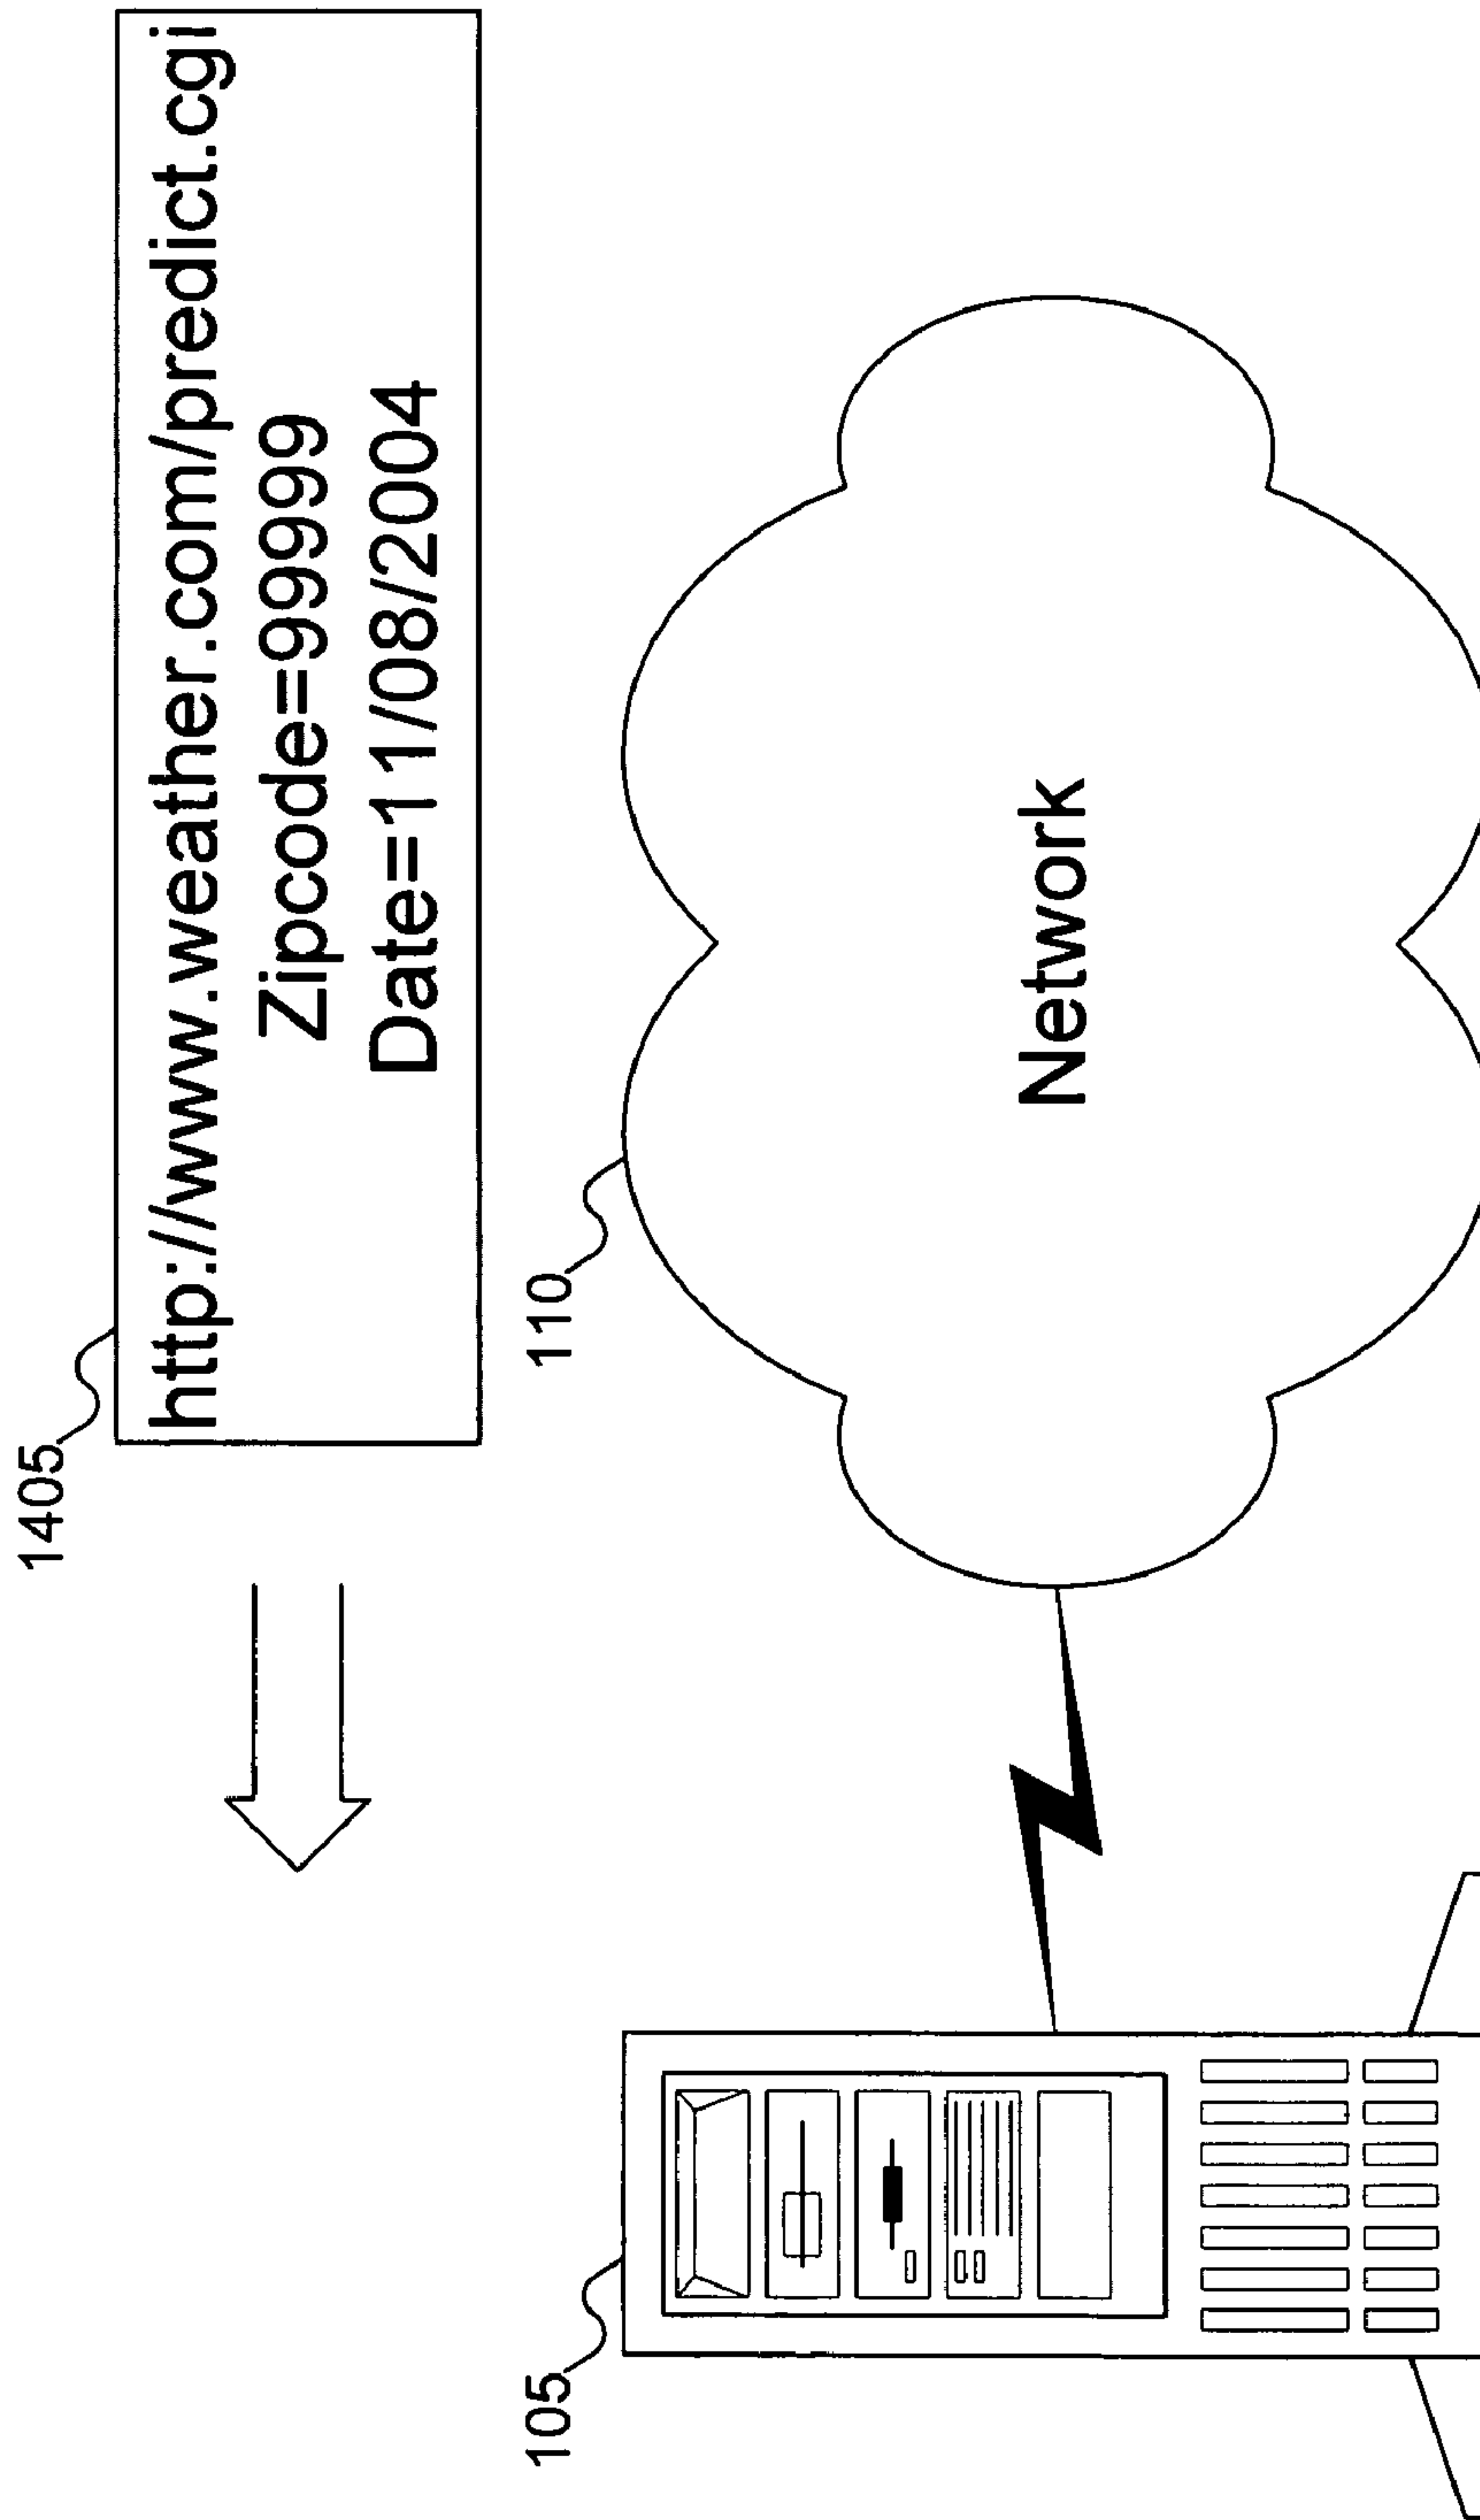 1405
http://www.weather.com/predict.cgi
Zipcode=99999
Date=11/08/2004
110
Network
105